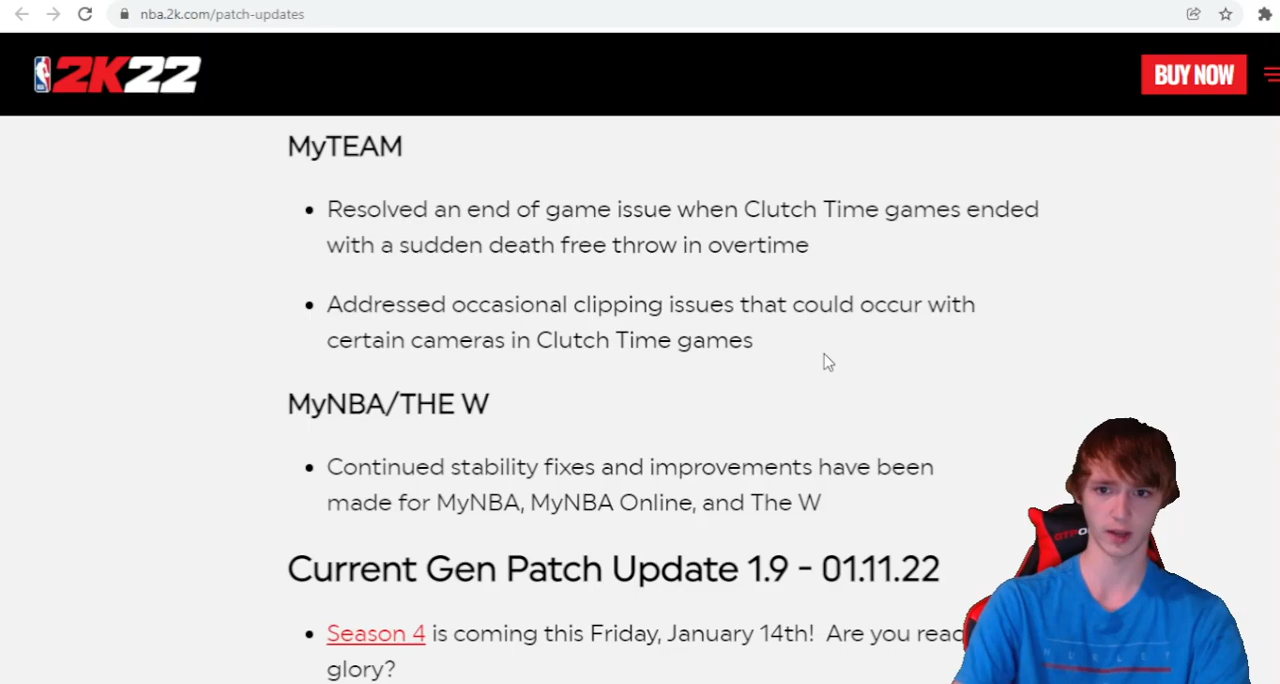 nba.2k.com/patch-updates
2K22
BUY NOW
MyTEAM
• Resolved an end of game issue when Clutch Time games ended
with a sudden death free throw in overtime
• Addressed occasional clipping issues that could occur with
certain cameras in Clutch Time games
MyNBA/THE W
• Continued stability fixes and improvements have been
made for MyNBA, MyNBA Online, and The W
Current Gen Patch Update 1.9 - 01.11.22
• Season 4 is coming this Friday, January 14th! Are you
glory?
HURLEY